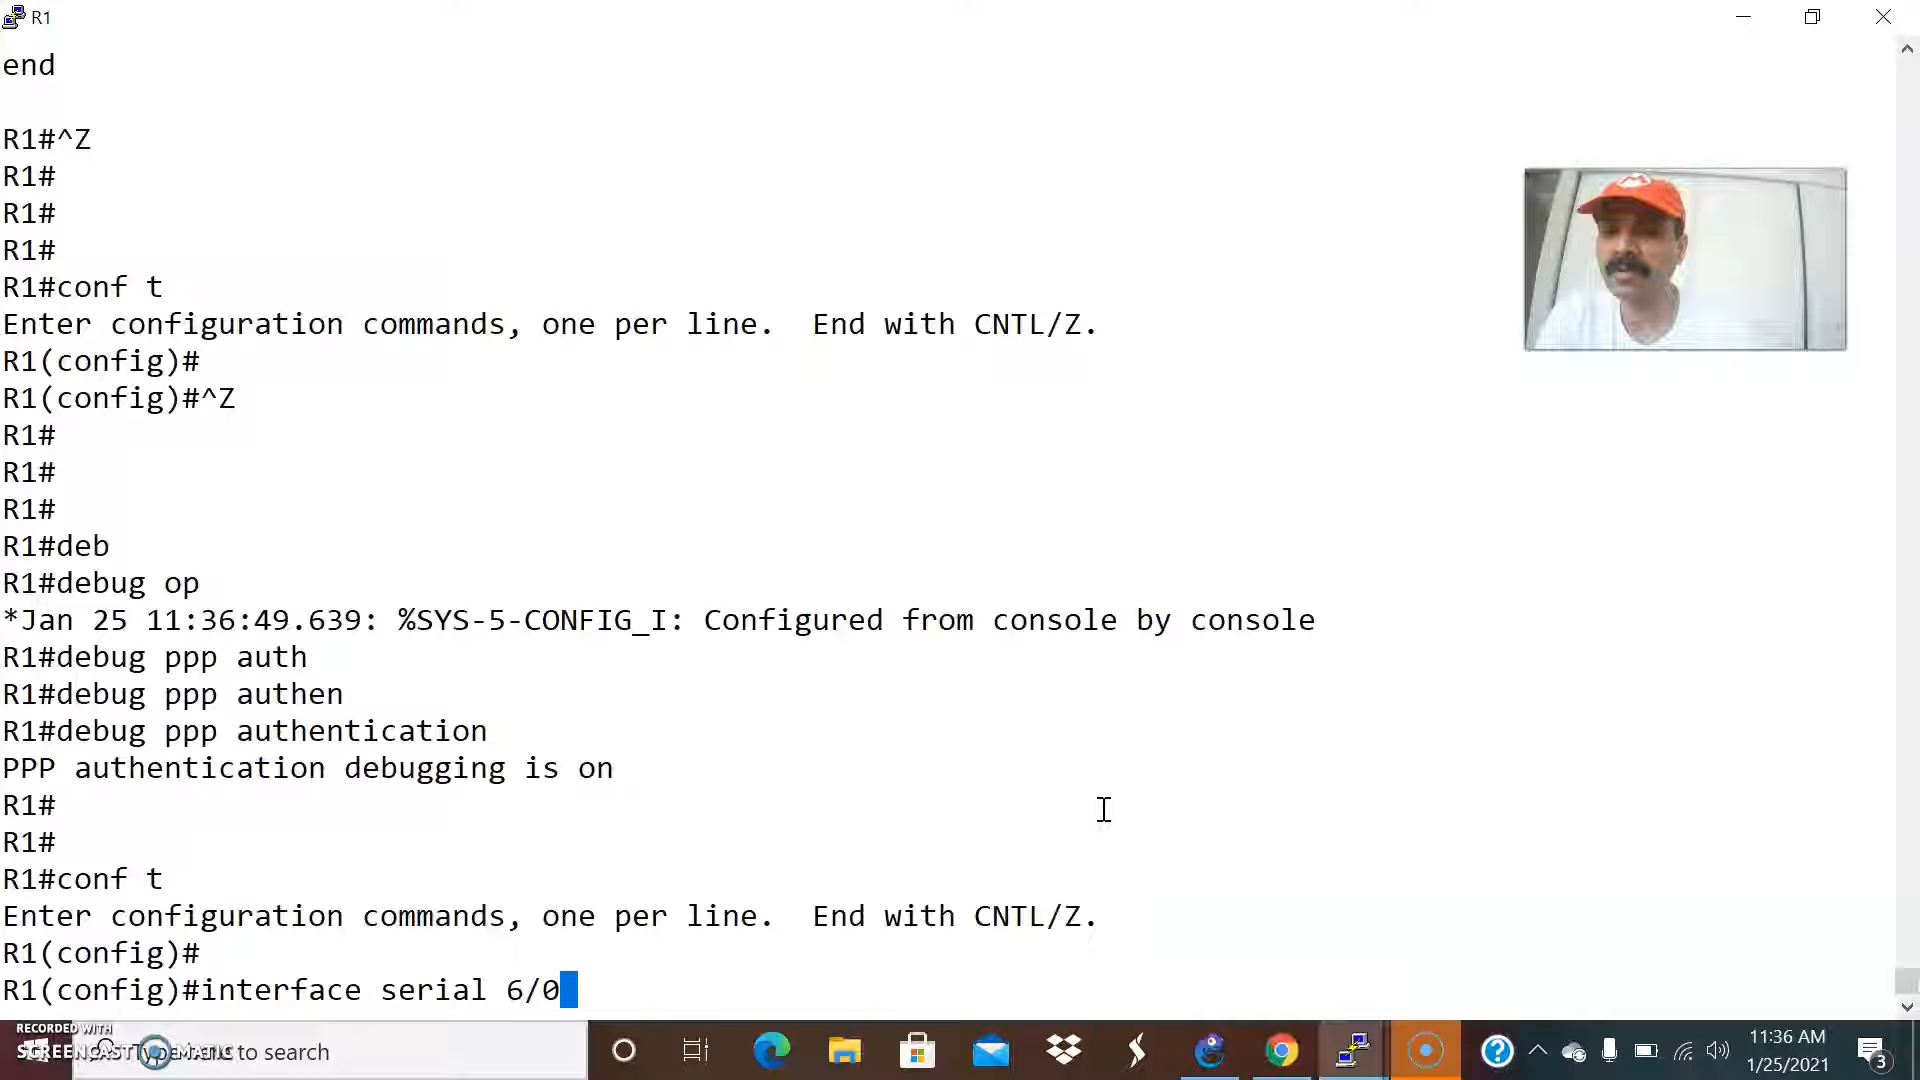 R1
end
R1#^Z
R1#
R1#
R1#
R1#conf t
Enter configuration commands, one per line.  End with CNTL/Z.
R1(config)#
R1(config)#^Z
R1#
R1#
R1#
R1#deb
R1#debug op
*Jan 25 11:36:49.639: %SYS-5-CONFIG_I: Configured from console by console
R1#debug ppp auth
R1#debug ppp authen
R1#debug ppp authentication
PPP authentication debugging is on
R1#
R1#
R1#conf t
Enter configuration commands, one per line.  End with CNTL/Z.
R1(config)#
R1(config)#interface serial 6/0
RECORDED WITH
SCREENCAST MATIC
Type here to search
11:36 AM
1/25/2021
3